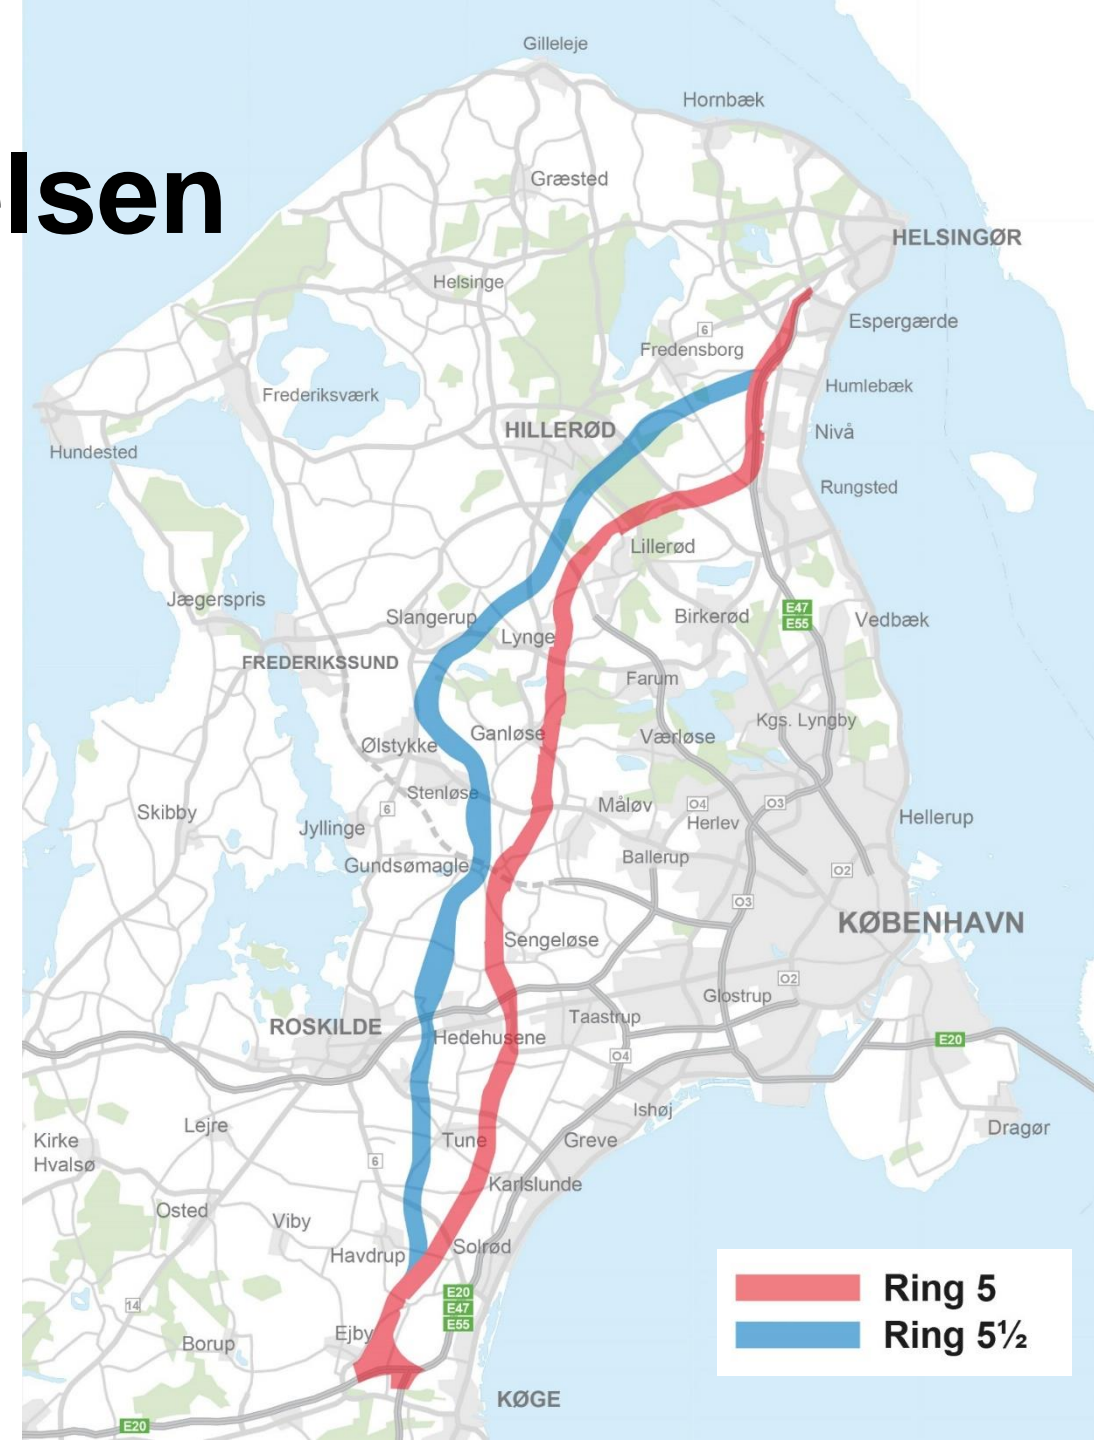 Gilleleje
Hornbæk
elsen
Græsted
HELSINGØR
Helsinge
Espergærde
6
Fredensborg
Humlebæk
Frederiksværk
HILLERØD
Nivå
Hundested
Rungsted
Lillerød
Jægerspris
E47
E55
Slangerup
Birkerød
Vedbæk
Lynge
FREDERIKSSUND
Farum
Kgs. Lyngby
Ganløse
Værløse
Ølstykke
Stenløse
Skibby
6
Måløv
O4
O3
Hellerup
Jyllinge
Herlev
Gundsømagle
Ballerup
O2
O3
KØBENHAVN
Sengeløse
O2
Glostrup
ROSKILDE
Taastrup
Hedehusene
E20
O4
Ishøj
Lejre
Dragør
Kirke
Hvalsø
Tune
Greve
6
Karlslunde
Osted
Viby
Havdrup
Solrød
Ring 5
E20
E47
E55
14
Ejby
Ring 5½
Borup
KØGE
E20